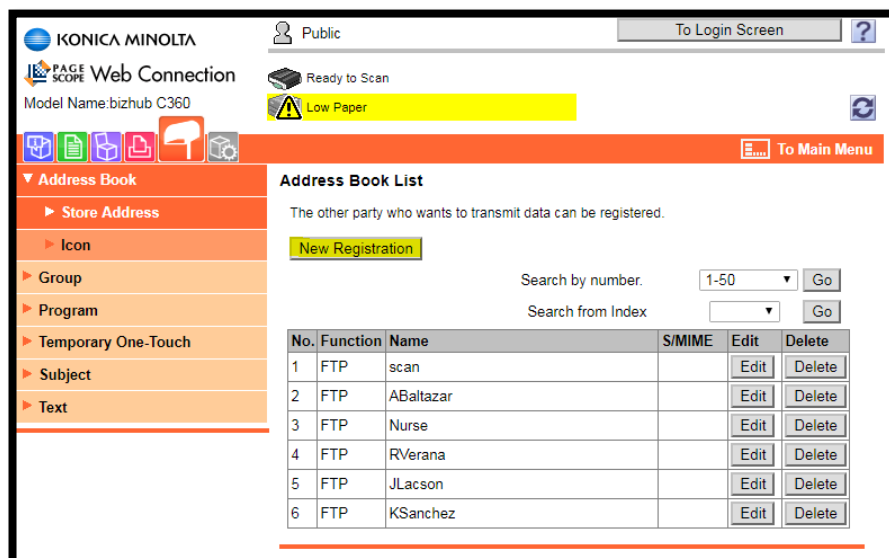 KONICA MINOLTA
Public
To Login Screen
?
PAGE SCOPE Web Connection
Ready to Scan
Model Name:bizhub C360
Low Paper
To Main Menu
Address Book
Store Address
Icon
Group
Program
Temporary One-Touch
Subject
Text
Address Book List
The other party who wants to transmit data can be registered.
New Registration
Search by number. 1-50 Go
Search from Index Go
No. Function Name S/MIME Edit Delete
1 FTP scan Edit Delete
2 FTP ABaltazar Edit Delete
3 FTP Nurse Edit Delete
4 FTP RVerana Edit Delete
5 FTP JLacson Edit Delete
6 FTP KSanchez Edit Delete